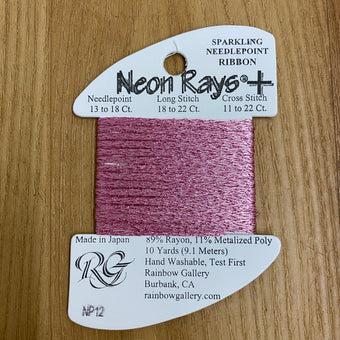 SPARKLING
NEEDLEPOINT
RIBBON
Neon Rays®+
Needlepoint
13 to 18 Ct.
Long Stitch
18 to 22 Ct.
Cross Stitch
11 to 22 Ct.
Made in Japan
RG
NP12
89% Rayon, 11% Metalized Poly
10 Yards (9.1 Meters)
Hand Washable, Test First
Rainbow Gallery
Burbank, CA
rainbowgallery.com